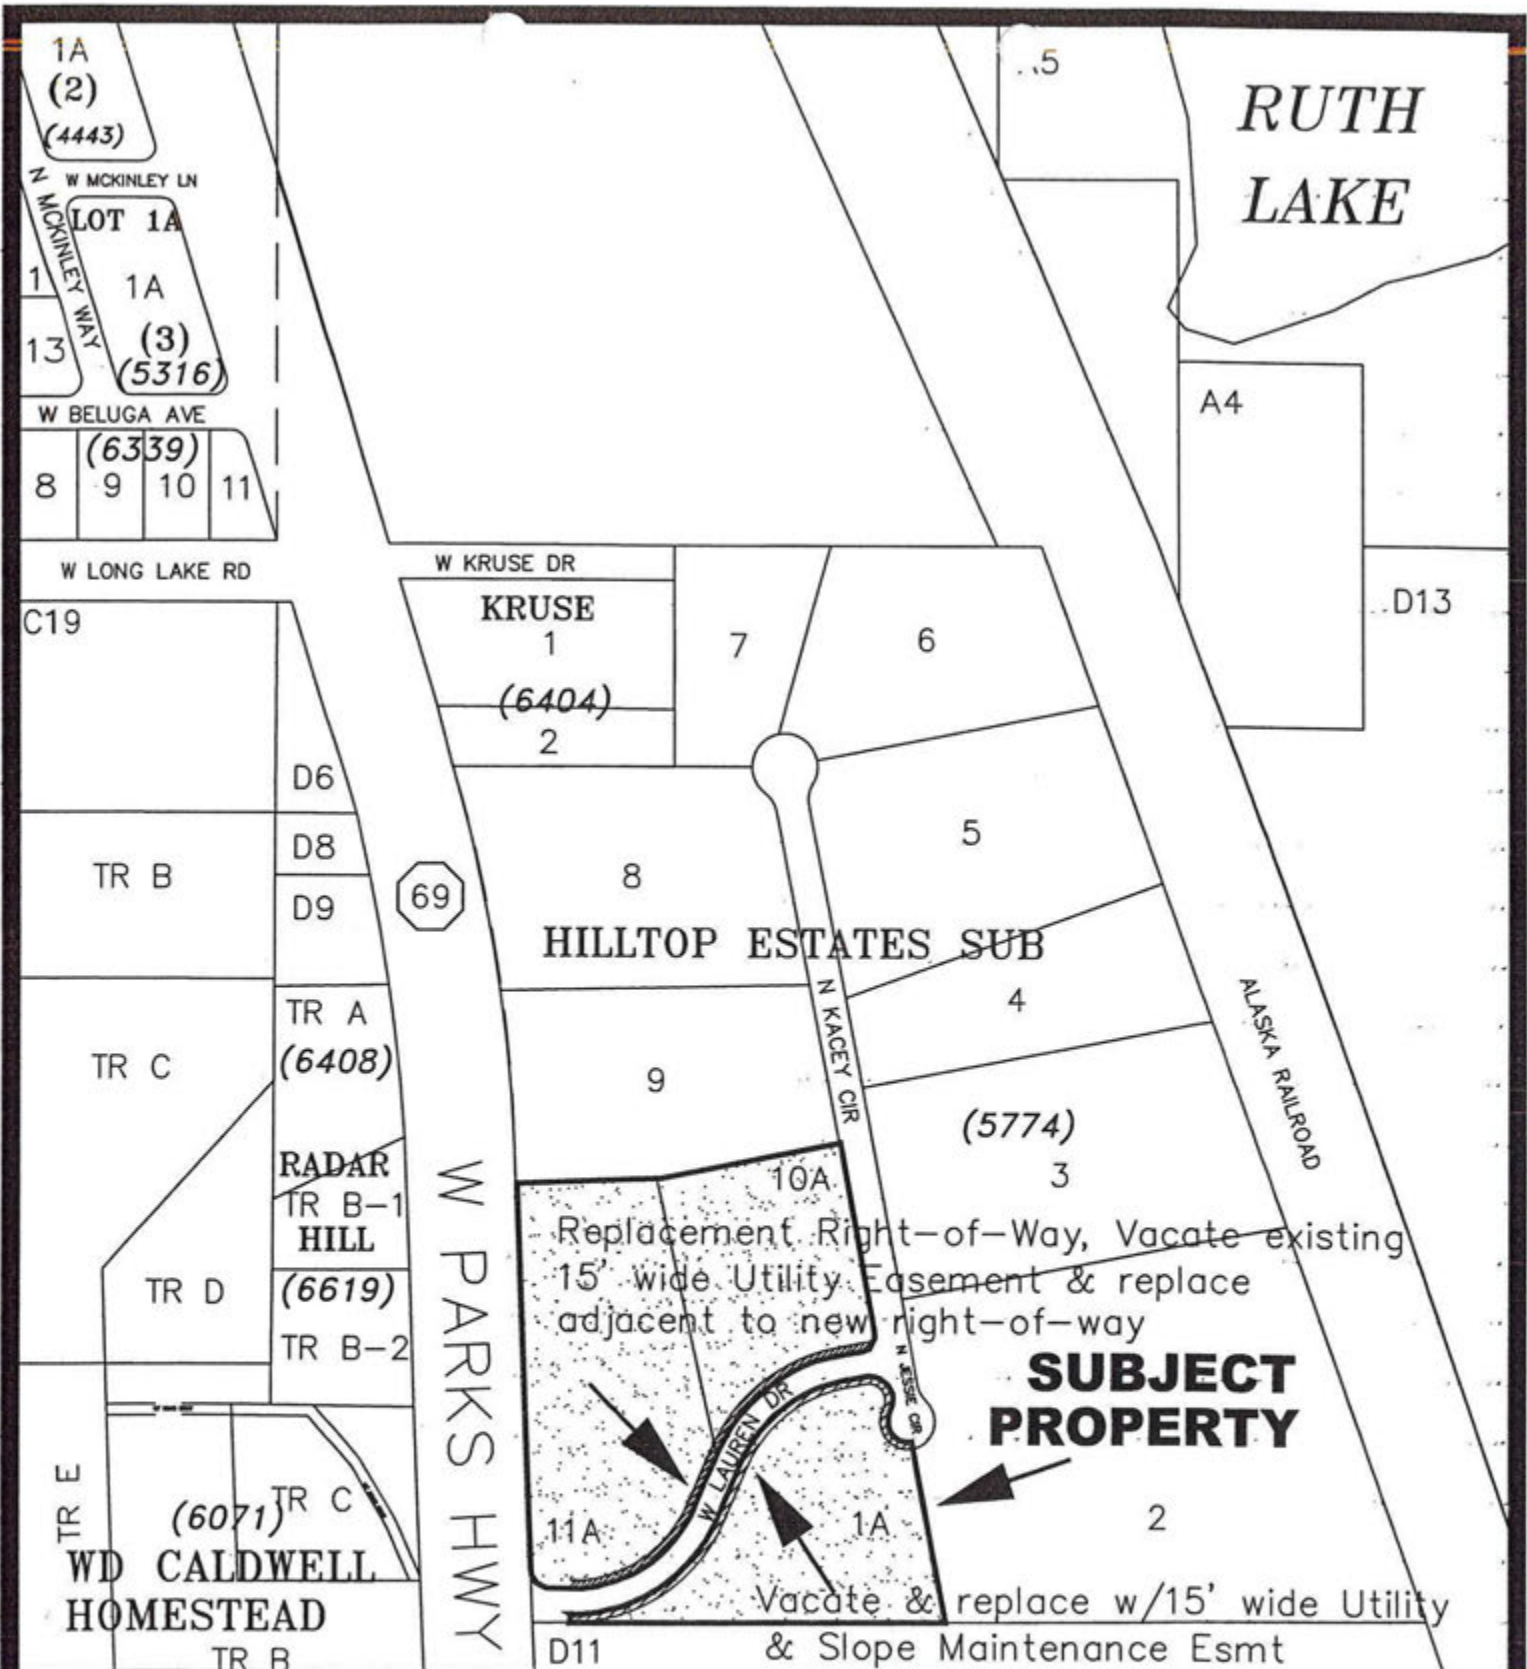 1A
(2)
(4443)
W MCKINLEY LN
N MCKINLEY WAY
LOT 1A
1A
(3)
(5316)
1
13
W BELUGA AVE
(6339)
8
9
10
11
W LONG LAKE RD
C19
RUTH
LAKE
A4
D13
W KRUSE DR
KRUSE
1
(6404)
2
7
6
D6
D8
D9
TR B
69
8
5
HILLTOP ESTATES SUB
4
N KACEY CIR
ALASKA RAILROAD
TR A
(6408)
TR C
9
(5774)
3
RADAR
TR B-1
HILL
(6619)
TR B-2
TR D
W PARKS HWY
10A
Replacement Right-of-Way, Vacate existing
15' wide Utility Easement & replace
adjacent to new right-of-way
N JESSIE CIR
SUBJECT
PROPERTY
W LAUREN DR
TR E
(6071)
TR C
WD CALDWELL
HOMESTEAD
TR B
11A
1A
2
Vacate & replace w/15' wide Utility
& Slope Maintenance Esmt
D11